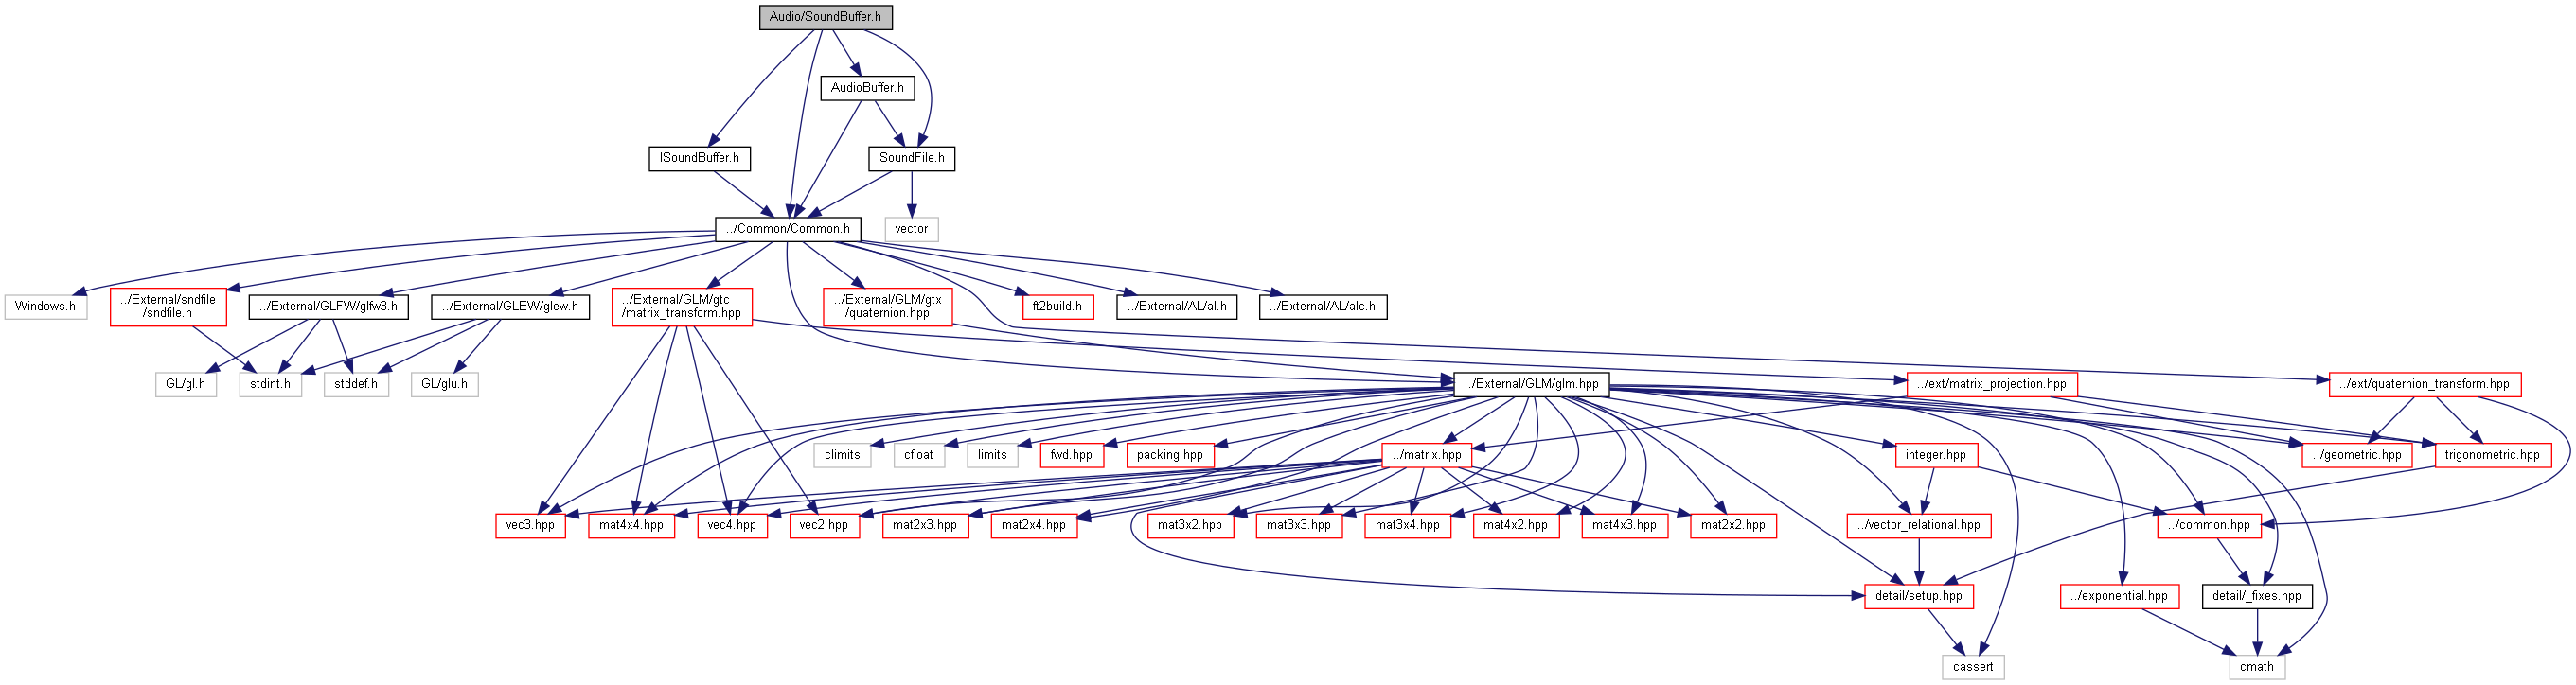 Audio/SoundBuffer.h
AudioBuffer.h
ISoundBuffer.h
SoundFile.h
../Common/Common.h
vector
Windows.h
../External/sndfile
/sndfile.h
../External/GLFW/glfw3.h
../External/GLEW/glew.h
../External/GLM/gtc
/matrix_transform.hpp
../External/GLM/gtx
/quaternion.hpp
ft2build.h
../External/AL/al.h
../External/AL/alc.h
GL/gl.h
stdint.h
stddef.h
GL/glu.h
../External/GLM/glm.hpp
../ext/matrix_projection.hpp
../ext/quaternion_transform.hpp
climits
cfloat
limits
fwd.hpp
packing.hpp
../matrix.hpp
integer.hpp
../geometric.hpp
trigonometric.hpp
vec3.hpp
mat4x4.hpp
vec4.hpp
vec2.hpp
mat2x3.hpp
mat2x4.hpp
mat3x2.hpp
mat3x3.hpp
mat3x4.hpp
mat4x2.hpp
mat4x3.hpp
mat2x2.hpp
../vector_relational.hpp
../common.hpp
detail/setup.hpp
../exponential.hpp
detail/_fixes.hpp
cassert
cmath